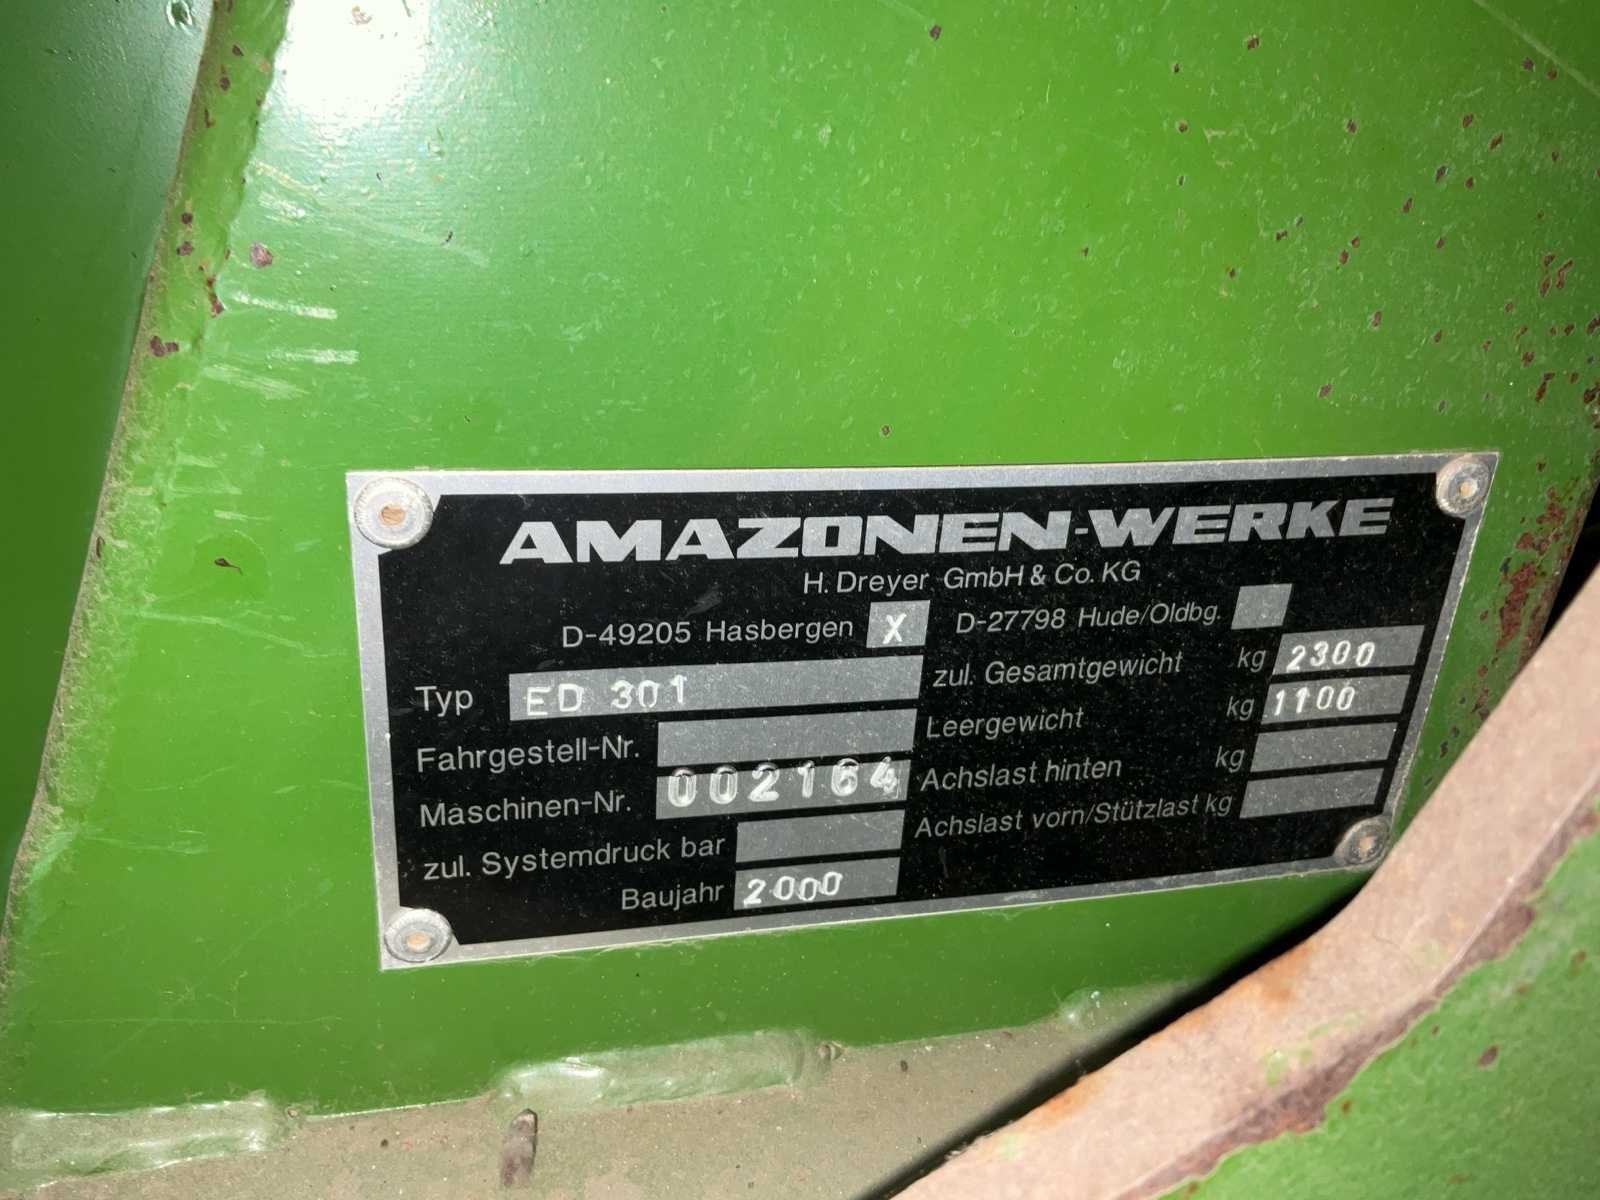 AMAZONEN-WERKE
H. Dreyer GmbH & Co. KG
D-49205 Hasbergen X D-27798 Hude/Oldbg.
Typ ED 301
Fahrgestell-Nr.
Maschinen-Nr. 002164
zul. Systemdruck bar
Baujahr 2000
zul. Gesamtgewicht kg 2300
Leergewicht kg 1100
Achslast hinten kg
Achslast vorn/Stützlast kg